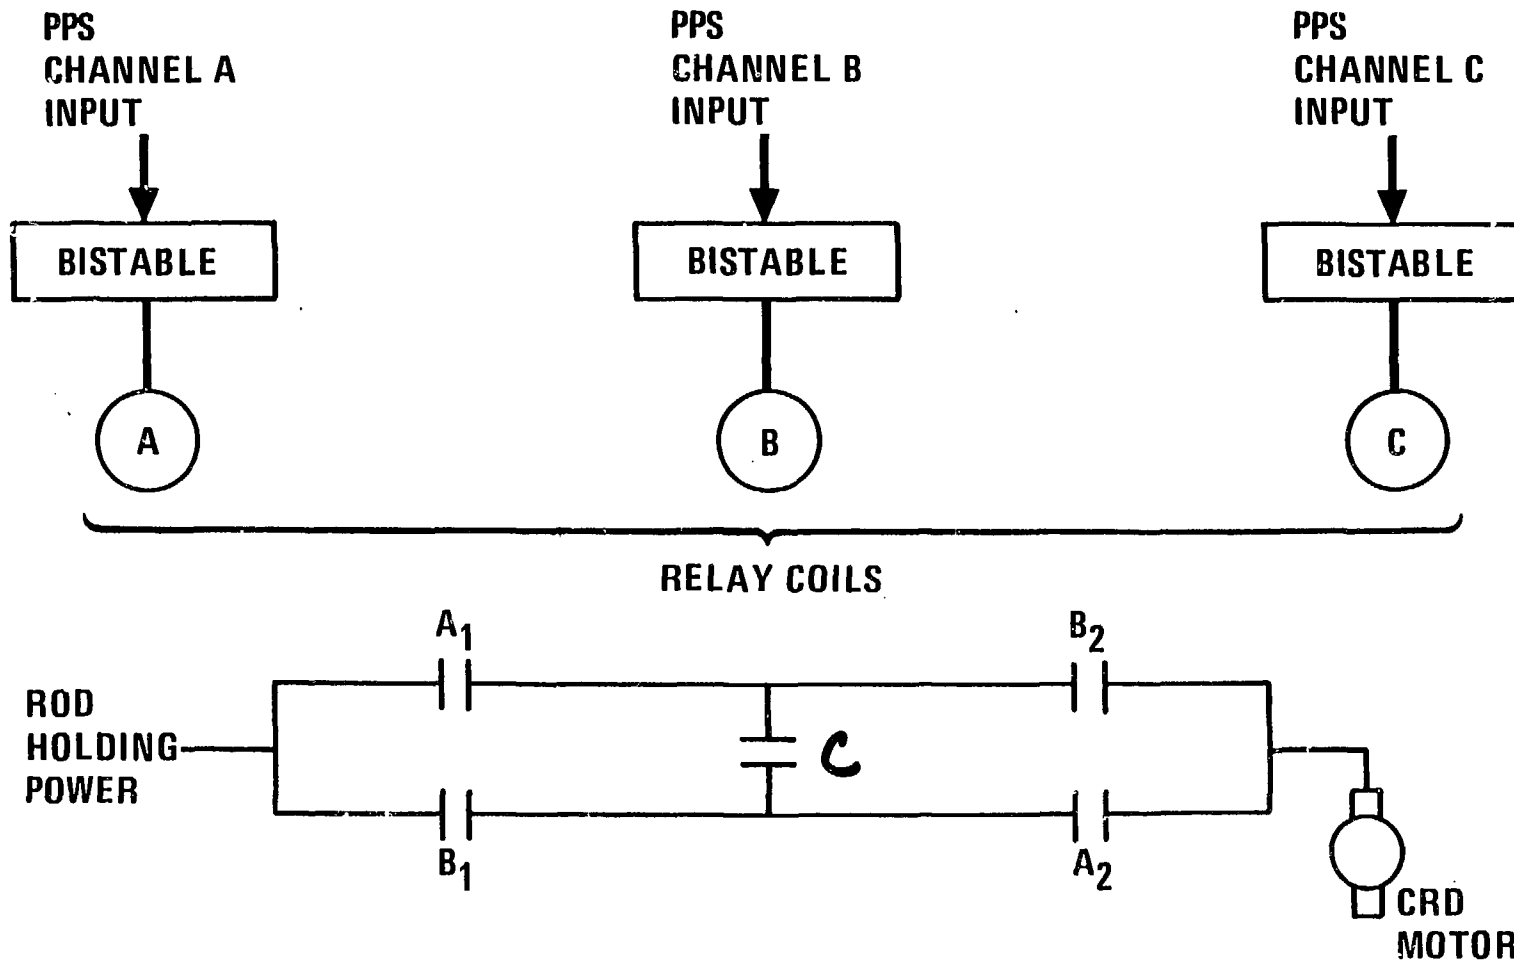 PPS
CHANNEL A
INPUT
PPS
CHANNEL B
INPUT
PPS
CHANNEL C
INPUT
BISTABLE
BISTABLE
BISTABLE
A
B
C
RELAY COILS
A1
B2
ROD
HOLDING
POWER
C
B1
A2
CRD
MOTOR